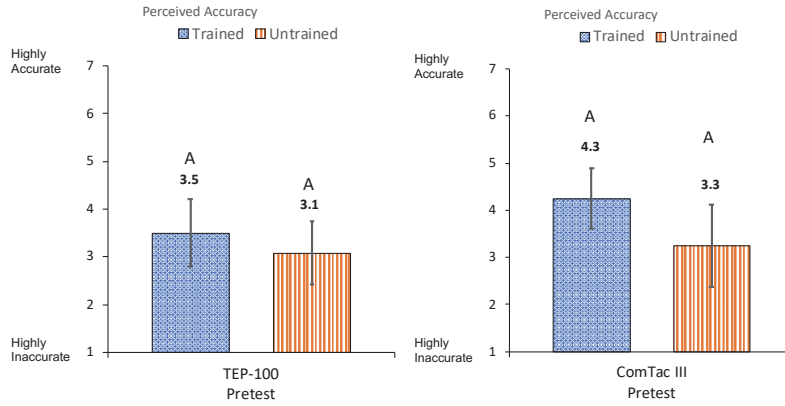 Perceived Accuracy
Trained Untrained
Highly
Accurate
7
6
5
4
3
2
1
A
3.5
A
3.1
Highly
Inaccurate
TEP-100
Pretest
Perceived Accuracy
Trained Untrained
Highly
Accurate
7
6
5
4
3
2
1
A
4.3
A
3.3
Highly
Inaccurate
ComTac III
Pretest